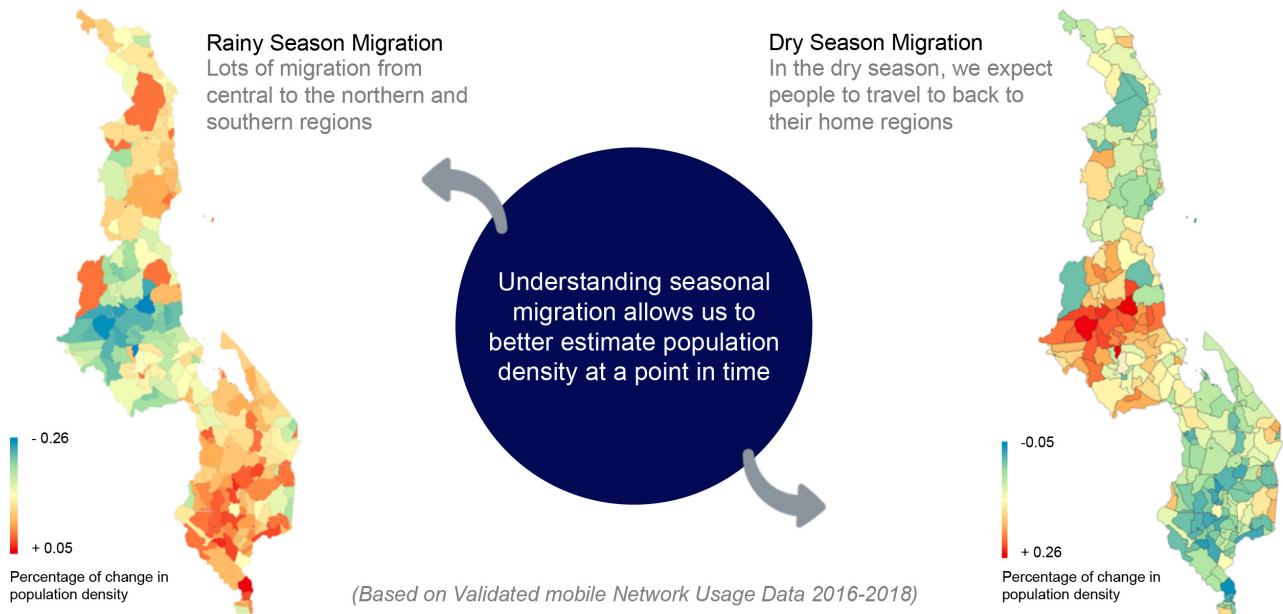 Rainy Season Migration
Lots of migration from
central to the northern and
southern regions
Dry Season Migration
In the dry season, we expect
people to travel to back to
their home regions
Understanding seasonal
migration allows us to
better estimate population
density at a point in time
- 0.26
+ 0.05
Percentage of change in
population density
-0.05
+ 0.26
Percentage of change in
population density
(Based on Validated mobile Network Usage Data 2016-2018)